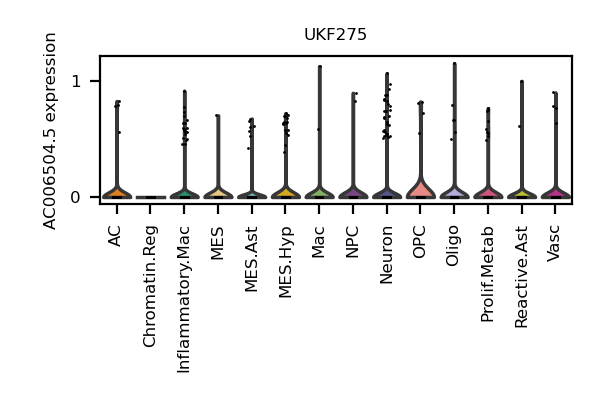 UKF275
AC006504.5 expression
1
0
AC
Chromatin.Reg
Inflammatory.Mac
MES
MES.Ast
MES.Hyp
Mac
NPC
Neuron
OPC
Oligo
Prolif.Metab
Reactive.Ast
Vasc